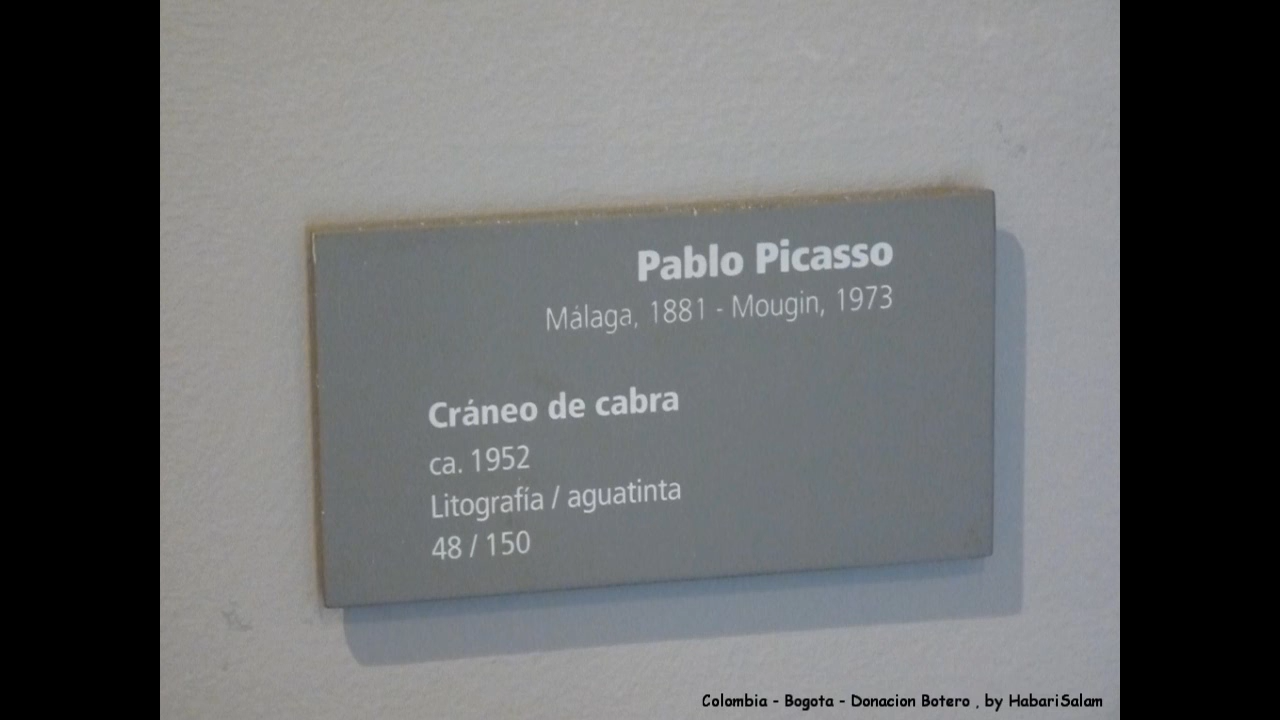 Pablo Picasso
Málaga, 1881 - Mougin, 1973
Cráneo de cabra
ca. 1952
Litografía / aguatinta
48 / 150
Colombia - Bogota - Donacion Botero , by HabariSalam